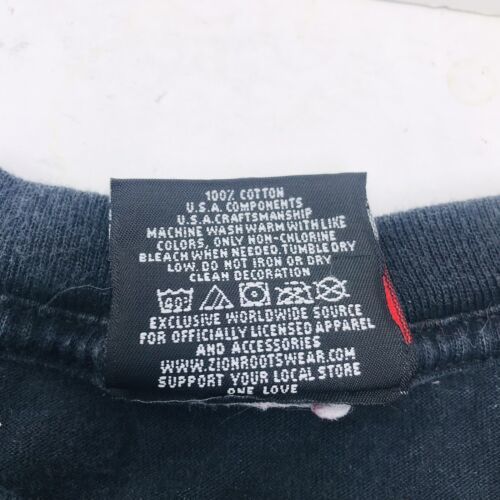 100% COTTON
U.S.A. COMPONENTS
U.S.A. CRAFTSMANSHIP
MACHINE WASH WARM WITH LIKE
COLORS, ONLY NON-CHLORINE
BLEACH WHEN NEEDED. TUMBLE DRY
LOW. DO NOT IRON OR DRY
CLEAN DECORATION
EXCLUSIVE WORLDWIDE SOURCE
FOR OFFICIALLY LICENSED APPAREL
AND ACCESSORIES
WWW.ZIONROOTSWEAR.COM
SUPPORT YOUR LOCAL STORE
ONE LOVE